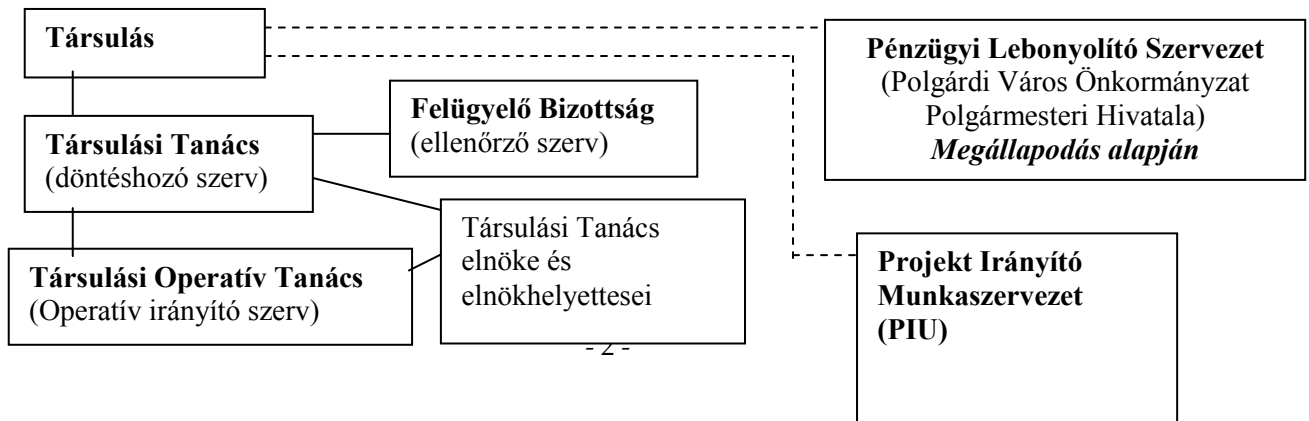 Társulás
Pénzügyi Lebonyolító Szervezet
(Polgárdi Város Önkormányzat
Polgármesteri Hivatala)
Megállapodás alapján
Felügyelő Bizottság
(ellenőrző szerv)
Társulási Tanács
(döntéshozó szerv)
Társulási Tanács
elnöke és
elnökhelyettesei
Társulási Operatív Tanács
(Operatív irányító szerv)
Projekt Irányító
Munkaszervezet
(PIU)
- 2 -